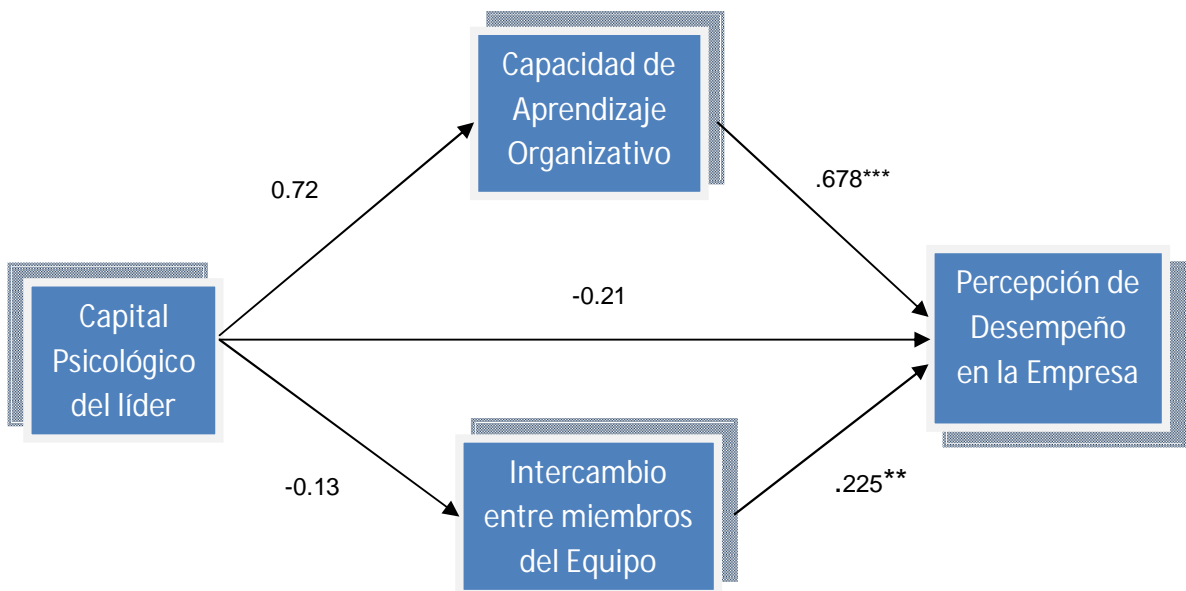 Capacidad de
Aprendizaje
Organizativo
0.72
.678***
Capital
Psicológico
del líder
-0.21
Percepción de
Desempeño
en la Empresa
-0.13
Intercambio
entre miembros
del Equipo
.225**